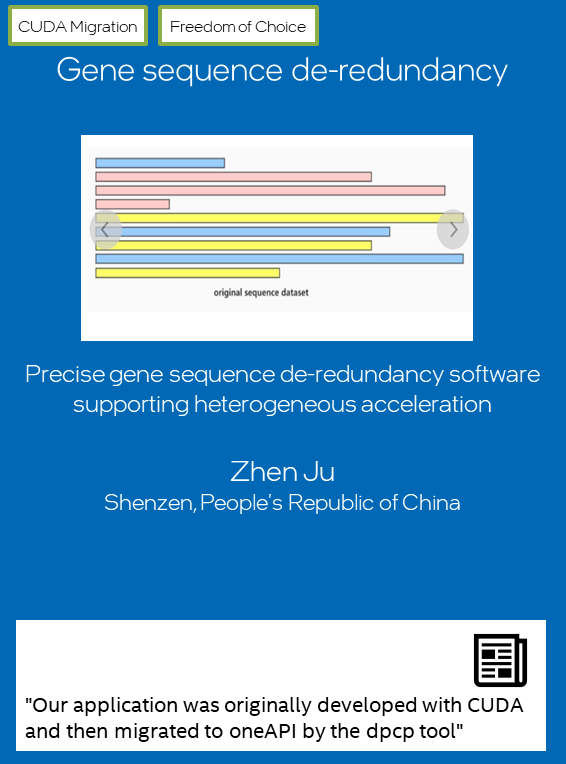 CUDA Migration
Freedom of Choice
Gene sequence de-redundancy
original sequence dataset
Precise gene sequence de-redundancy software
supporting heterogeneous acceleration
Zhen Ju
Shenzen, People's Republic of China
"Our application was originally developed with CUDA
and then migrated to oneAPI by the dpcp tool"